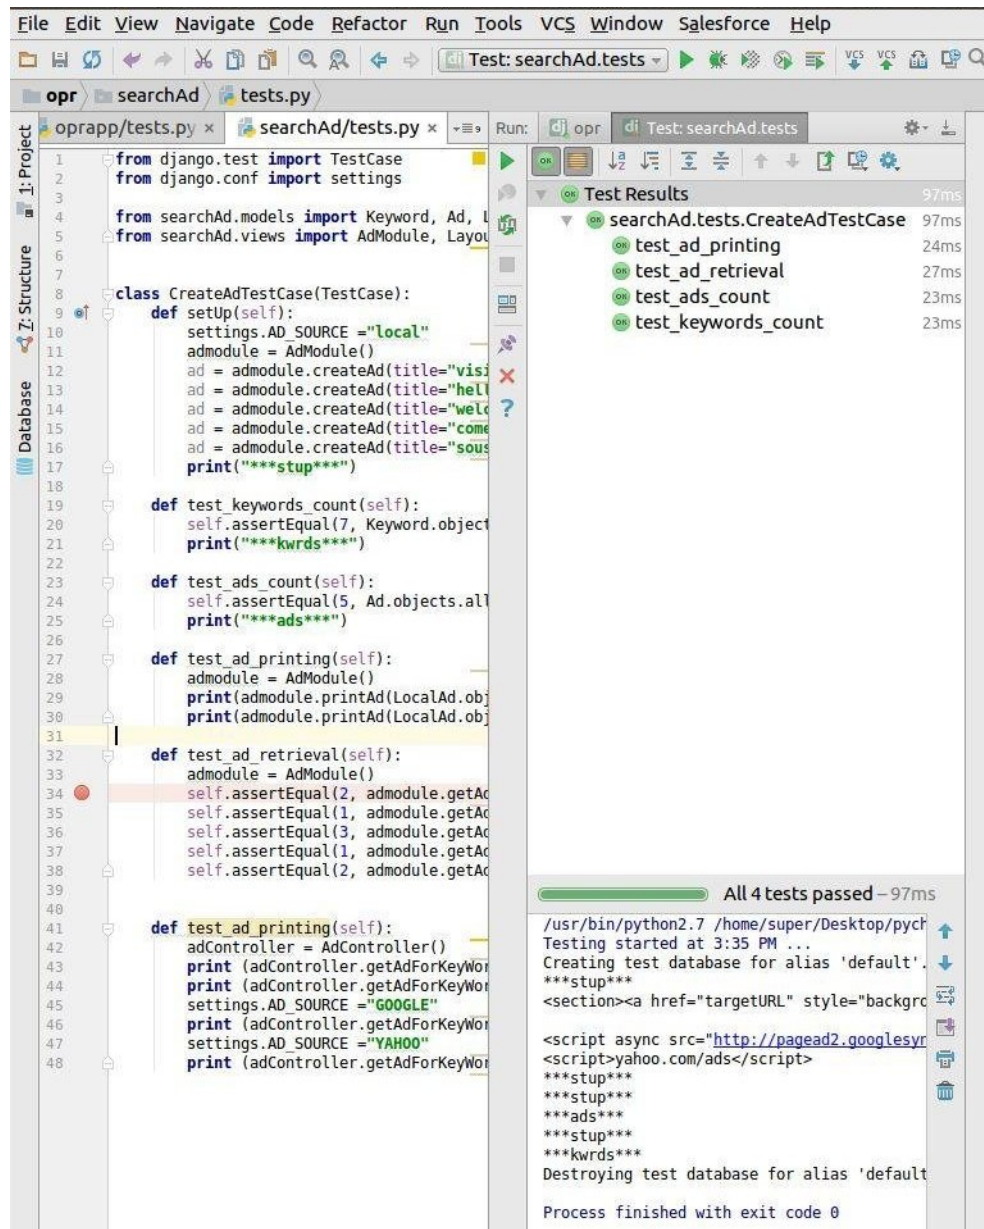 File Edit View Navigate Code Refactor Run Tools VCS Window Salesforce Help
Test: searchAd.tests
VCS VCS
opr searchAd tests.py
1: Project
7: Structure
Database
oprapp/tests.py × searchAd/tests.py ×
1 from django.test import TestCase
2 from django.conf import settings
3
4 from searchAd.models import Keyword, Ad, L
5 from searchAd.views import AdModule, Layou
6
7
8 class CreateAdTestCase(TestCase):
9 def setUp(self):
10 settings.AD_SOURCE ="local"
11 admodule = AdModule()
12 ad = admodule.createAd(title="visi
13 ad = admodule.createAd(title="hell
14 ad = admodule.createAd(title="welc
15 ad = admodule.createAd(title="come
16 ad = admodule.createAd(title="sous
17 print("***stup***")
18
19 def test_keywords_count(self):
20 self.assertEqual(7, Keyword.object
21 print("***kwrds***")
22
23 def test_ads_count(self):
24 self.assertEqual(5, Ad.objects.all
25 print("***ads***")
26
27 def test_ad_printing(self):
28 admodule = AdModule()
29 print(admodule.printAd(LocalAd.obj
30 print(admodule.printAd(LocalAd.obj
31
32 def test_ad_retrieval(self):
33 admodule = AdModule()
34 self.assertEqual(2, admodule.getAd
35 self.assertEqual(1, admodule.getAd
36 self.assertEqual(3, admodule.getAd
37 self.assertEqual(1, admodule.getAd
38 self.assertEqual(2, admodule.getAd
39
40
41 def test_ad_printing(self):
42 adController = AdController()
43 print (adController.getAdForKeyWor
44 print (adController.getAdForKeyWor
45 settings.AD_SOURCE ="GOOGLE"
46 print (adController.getAdForKeyWor
47 settings.AD_SOURCE ="YAHOO"
48 print (adController.getAdForKeyWor
Run: dj opr dj Test: searchAd.tests
OK
OK Test Results 97ms
OK searchAd.tests.CreateAdTestCase 97ms
OK test_ad_printing 24ms
OK test_ad_retrieval 27ms
OK test_ads_count 23ms
OK test_keywords_count 23ms
All 4 tests passed – 97ms
/usr/bin/python2.7 /home/super/Desktop/pych
Testing started at 3:35 PM ...
Creating test database for alias 'default'.
***stup***
<section><a href="targetURL" style="backgro
<script async src="http://pagead2.googlesyn
<script>yahoo.com/ads</script>
***stup***
***stup***
***ads***
***stup***
***kwrds***
Destroying test database for alias 'default
Process finished with exit code 0